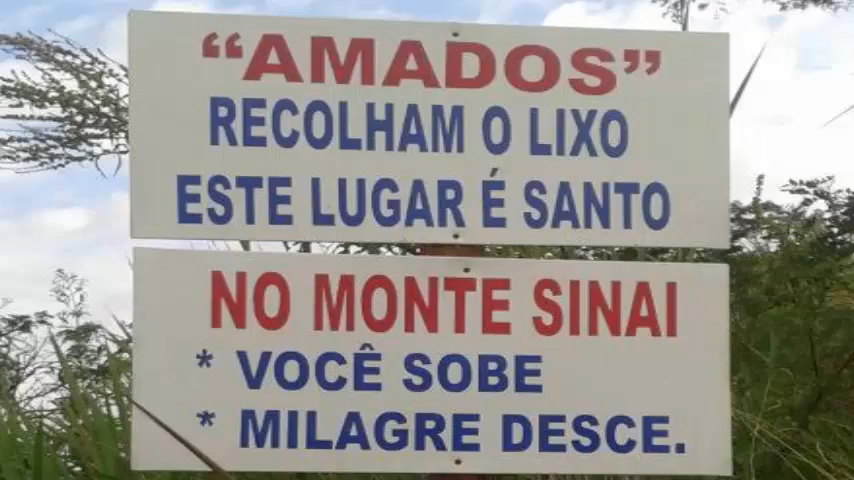 “AMADOS”
RECOLHAM O LIXO
ESTE LUGAR É SANTO
NO MONTE SINAI
* VOCÊ SOBE
* MILAGRE DESCE.